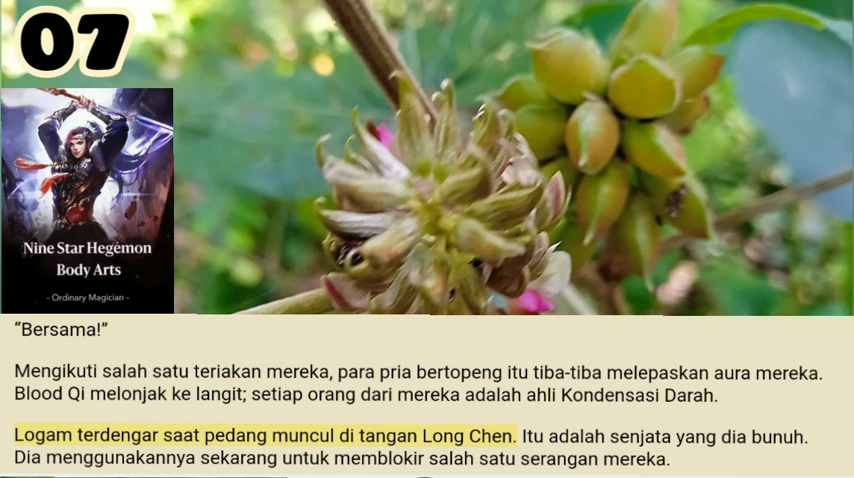 07
Nine Star Hegemon
Body Arts
- Ordinary Magician -
“Bersama!”
Mengikuti salah satu teriakan mereka, para pria bertopeng itu tiba-tiba melepaskan aura mereka.
Blood Qi melonjak ke langit; setiap orang dari mereka adalah ahli Kondensasi Darah.
Logam terdengar saat pedang muncul di tangan Long Chen. Itu adalah senjata yang dia bunuh.
Dia menggunakannya sekarang untuk memblokir salah satu serangan mereka.